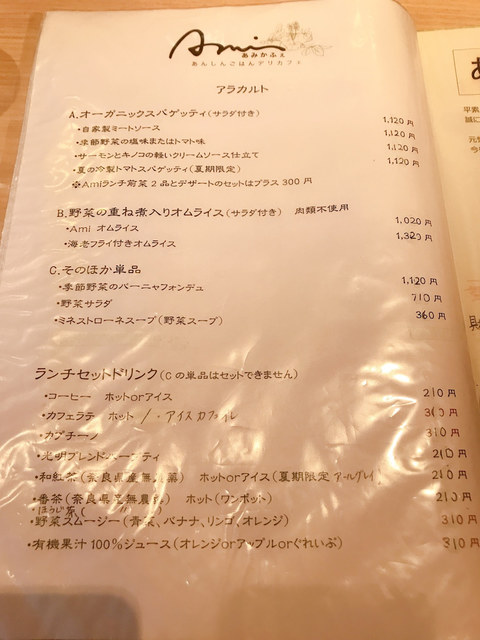 Ami
あみかふぇ
あんしんごはんデリカフェ
アラカルト
A.オーガニックスパゲッティ(サラダ付き)
・自家製ミートソース 1,120円
・季節野菜の塩味またはトマト味 1,120円
・サーモンとキノコの軽いクリームソース仕立て 1,120円
・夏の冷製トマトスパゲッティ(夏期限定) 1,120円
※Amiランチ前菜2品とデザートのセットはプラス300円
B.野菜の重ね煮入りオムライス(サラダ付き) 肉類不使用
・Ami オムライス 1,020円
・海老フライ付きオムライス 1,320円
C.そのほか単品
・季節野菜のバーニャフォンデュ 1,120円
・野菜サラダ 710円
・ミネストローネスープ(野菜スープ) 360円
ランチセットドリンク(Cの単品はセットできません)
・コーヒー ホットorアイス 210円
・カフェラテ ホット / ・アイスカフェオレ 300円
・カプチーノ 310円
・光明ブレンドハーブティ 210円
・和紅茶(奈良県産無農薬) ホットorアイス(夏期限定 アールグレイ) 210円
・番茶(奈良県産無農薬) ホット(ワンポット) 210円
・ほうじ茶( 〃 )
・野菜スムージー(青菜、バナナ、リンゴ、オレンジ) 310円
・有機果汁100%ジュース(オレンジorアップルorぐれいぷ) 310円